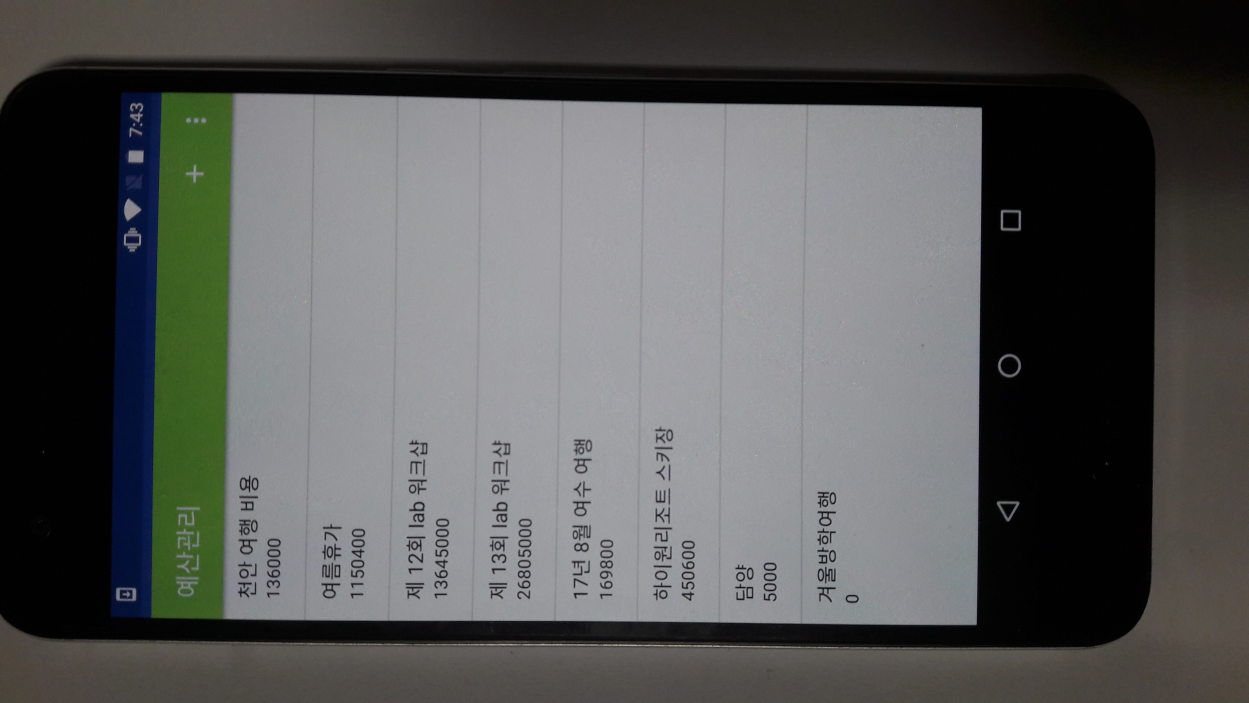 7:43
예산관리
천안 여행 비용
136000
여름휴가
1150400
제 12회 lab 워크샵
13645000
제 13회 lab 워크샵
26805000
17년 8월 여수 여행
169800
하이원리조트 스키장
450600
담양
5000
겨울방학여행
0